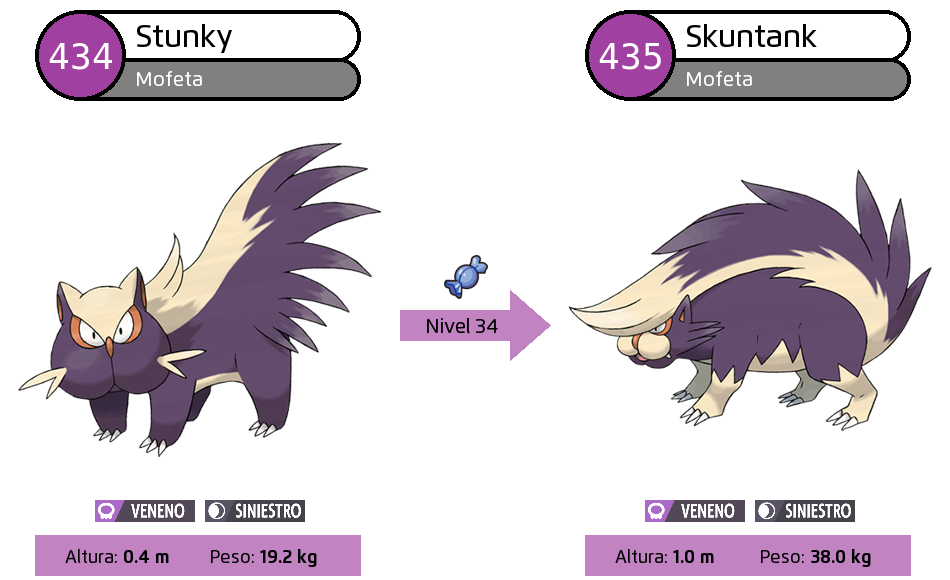 434
Stunky
Mofeta
435
Skuntank
Mofeta
Nivel 34
VENENO
SINIESTRO
VENENO
SINIESTRO
Altura: 0.4 m Peso: 19.2 kg
Altura: 1.0 m Peso: 38.0 kg